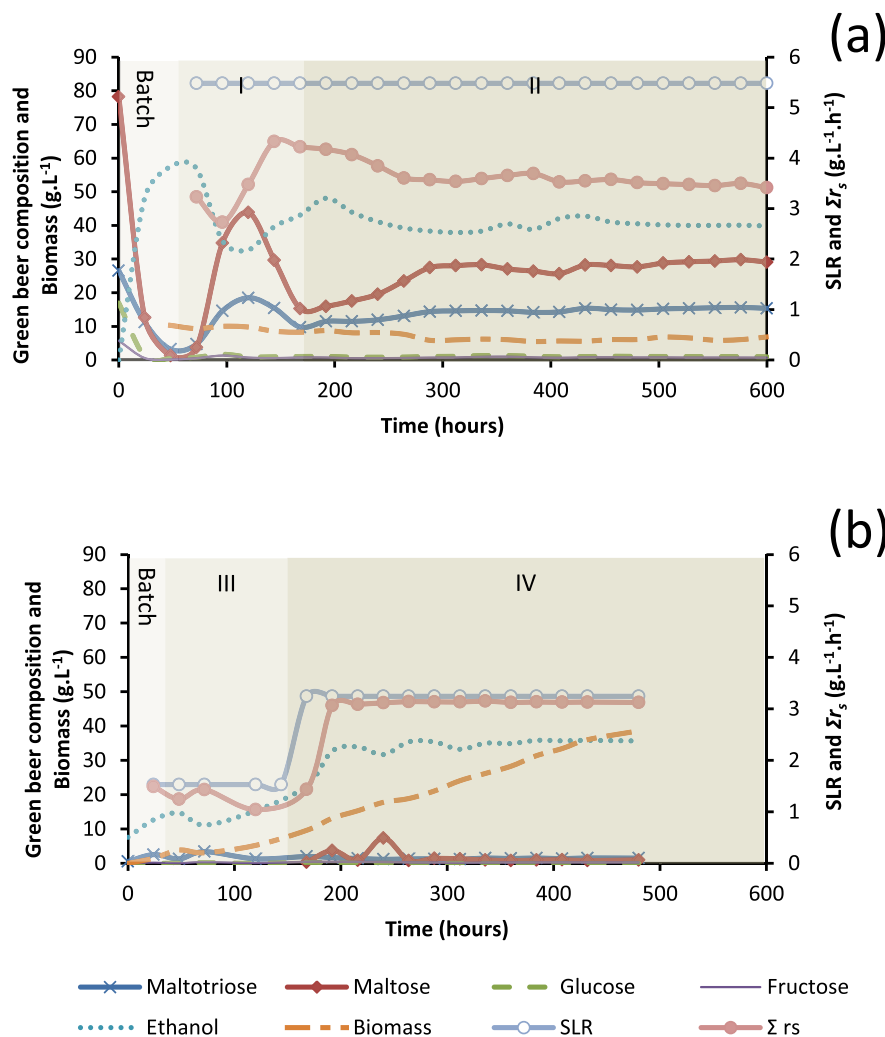 (a)
90
80
70
60
50
40
30
20
10
0
6
5
4
3
2
1
0
Batch
I
II
Green beer composition and
Biomass (g.L-1)
SLR and Σrs (g.L-1.h-1)
0 100 200 300 400 500 600
Time (hours)
(b)
90
80
70
60
50
40
30
20
10
0
6
5
4
3
2
1
0
Batch
III
IV
Green beer composition and
Biomass (g.L-1)
SLR and Σrs (g.L-1.h-1)
0 100 200 300 400 500 600
Time (hours)
Maltotriose Maltose Glucose Fructose
Ethanol Biomass SLR Σ rs